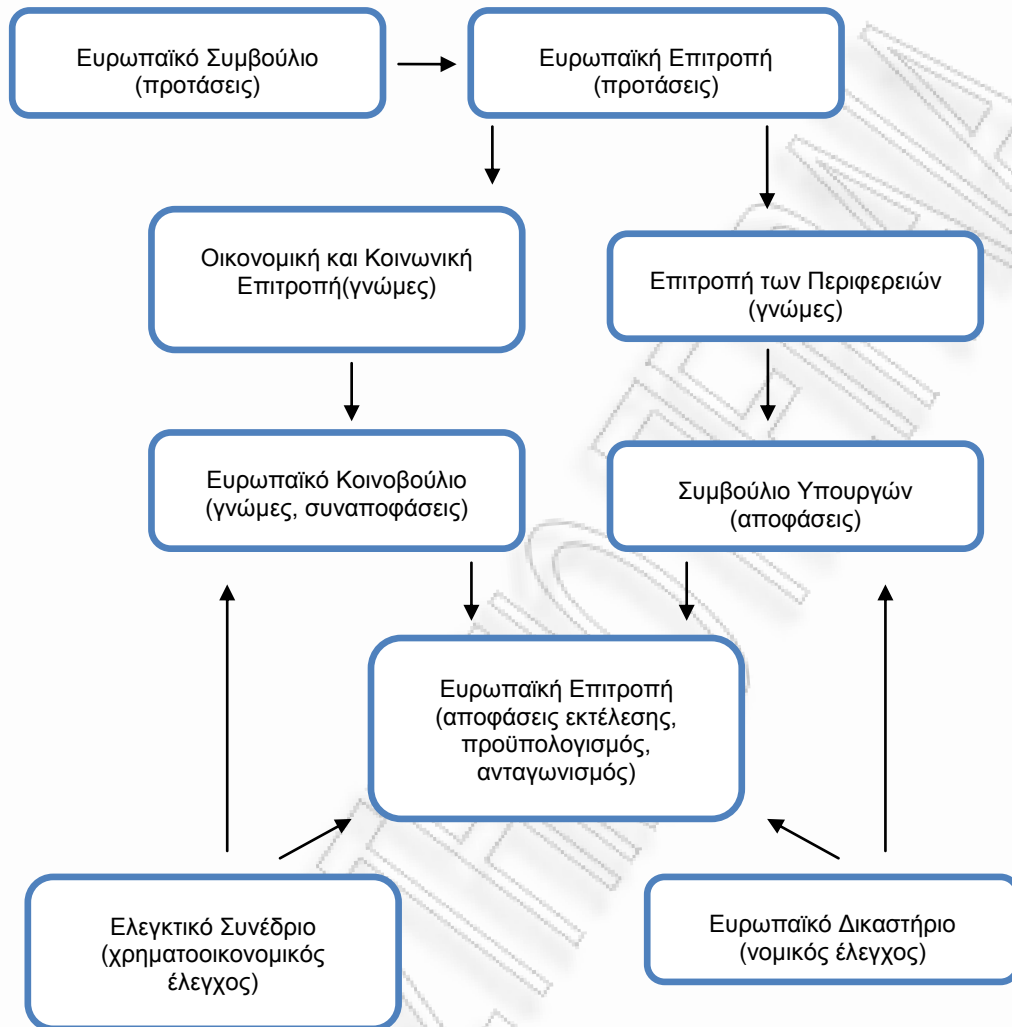 Ευρωπαϊκό Συμβούλιο
(προτάσεις)
Ευρωπαϊκή Επιτροπή
(προτάσεις)
Οικονομική και Κοινωνική
Επιτροπή(γνώμες)
Επιτροπή των Περιφερειών
(γνώμες)
Ευρωπαϊκό Κοινοβούλιο
(γνώμες, συναποφάσεις)
Συμβούλιο Υπουργών
(αποφάσεις)
Ευρωπαϊκή Επιτροπή
(αποφάσεις εκτέλεσης,
προϋπολογισμός,
ανταγωνισμός)
Ελεγκτικό Συνέδριο
(χρηματοοικονομικός
έλεγχος)
Ευρωπαϊκό Δικαστήριο
(νομικός έλεγχος)